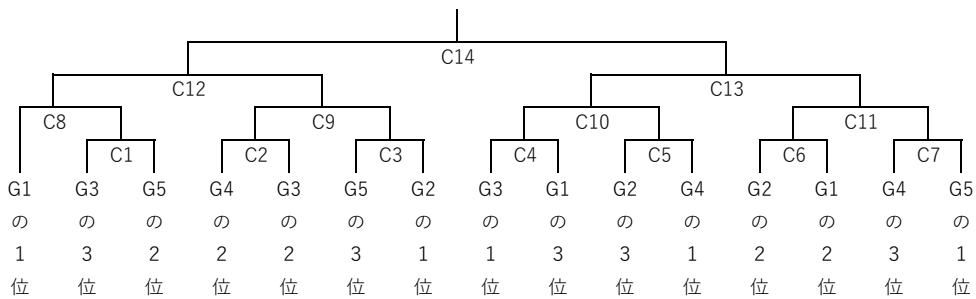 C14
C12 C13
C8 C9 C10 C11
C1 C2 C3 C4 C5 C6 C7
G1 G3 G5 G4 G3 G5 G2 G3 G1 G2 G4 G2 G1 G4 G5
の の の の の の の の の の の の の の の
1 3 2 2 2 3 1 1 3 3 1 2 2 3 1
位 位 位 位 位 位 位 位 位 位 位 位 位 位 位